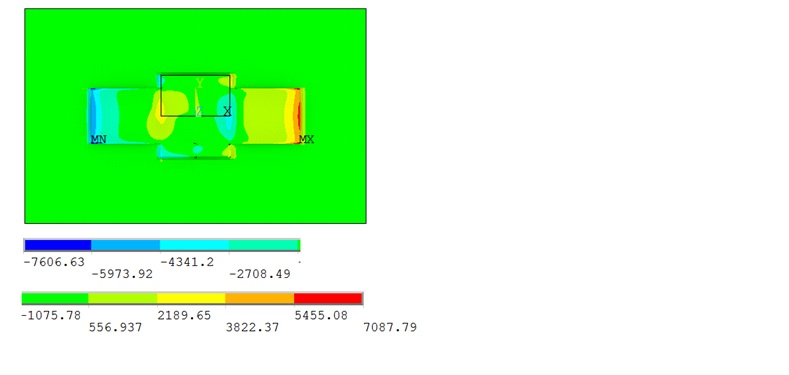 Y
Z X
MN MX
-7606.63 -4341.2
-5973.92 -2708.49
-1075.78 2189.65 5455.08
556.937 3822.37 7087.79